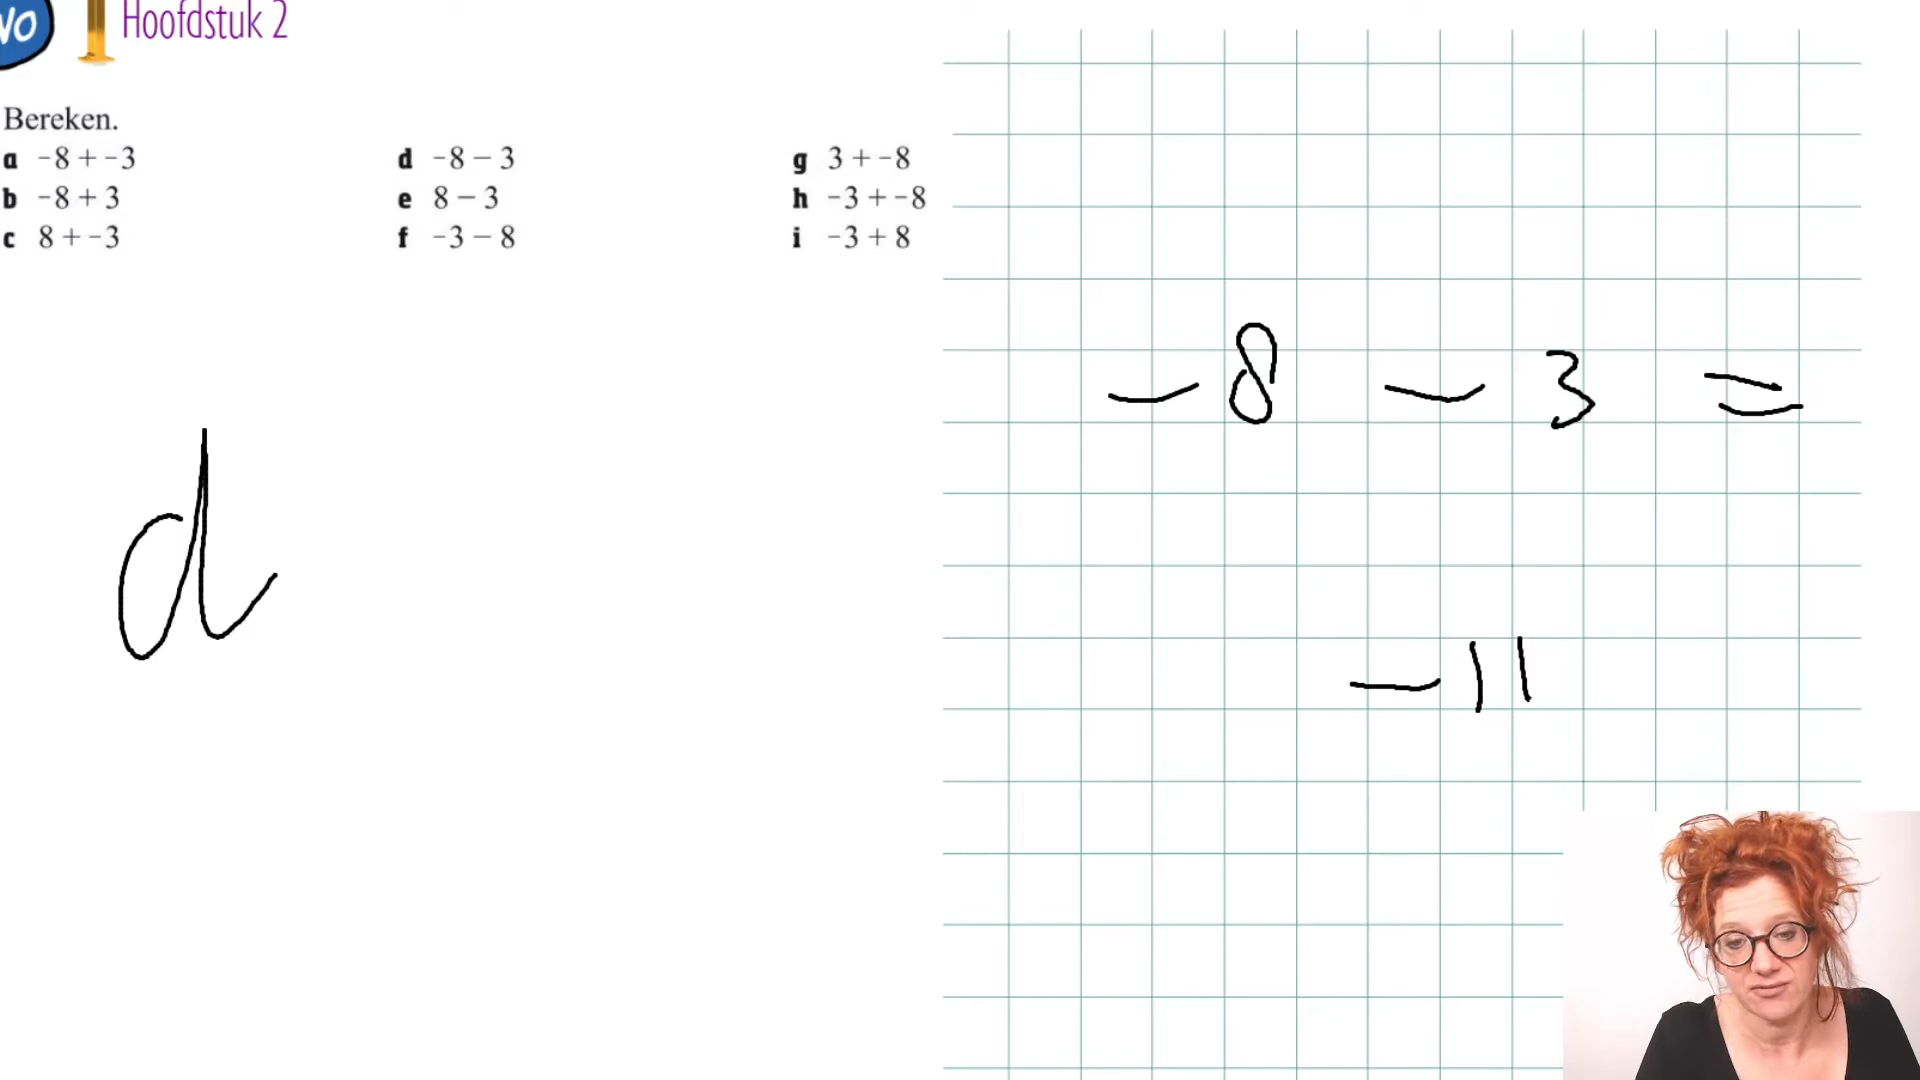 NO
Hoofdstuk 2
Bereken.
a -8 + -3
b -8 + 3
c 8 + -3
d -8 – 3
e 8 – 3
f -3 – 8
g 3 + -8
h -3 + -8
i -3 + 8
d
-8 - 3 =
-11